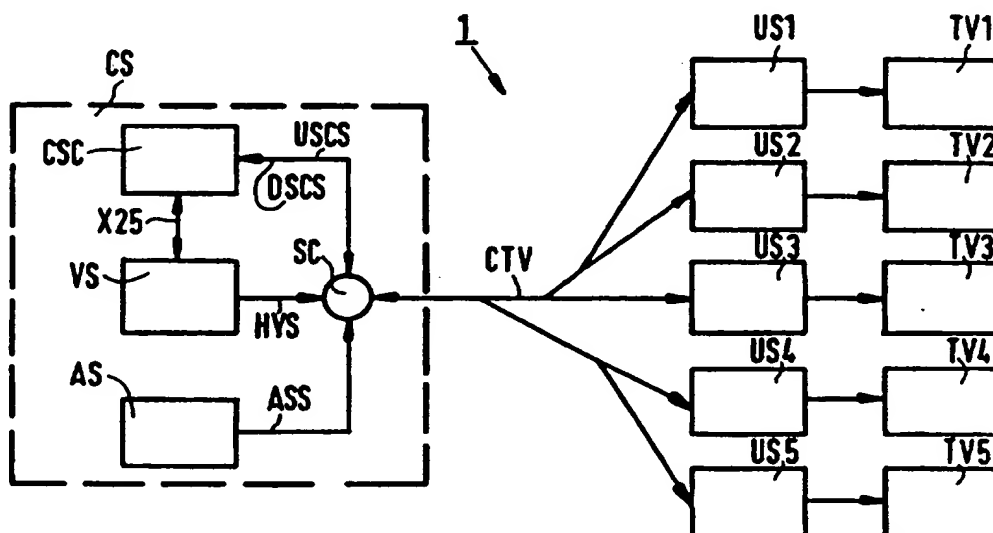 1
CS
CSC
USCS
DSCS
X25
VS
SC
HYS
AS
ASS
CTV
US1
TV1
US2
TV2
US3
TV3
US4
TV4
US5
TV5